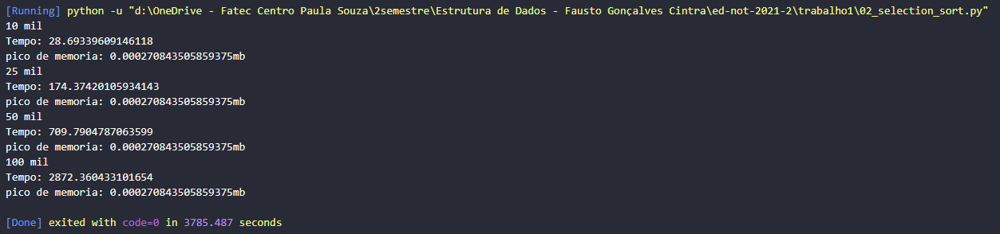 [Running] python -u "d:\OneDrive - Fatec Centro Paula Souza\2semestre\Estrutura de Dados - Fausto Gonçalves Cintra\ed-not-2021-2\trabalho1\02_selection_sort.py"
10 mil
Tempo: 28.69339609146118
pico de memoria: 0.000270843505859375mb
25 mil
Tempo: 174.37420105934143
pico de memoria: 0.000270843505859375mb
50 mil
Tempo: 709.7904787063599
pico de memoria: 0.000270843505859375mb
100 mil
Tempo: 2872.360433101654
pico de memoria: 0.000270843505859375mb
[Done] exited with code=0 in 3785.487 seconds